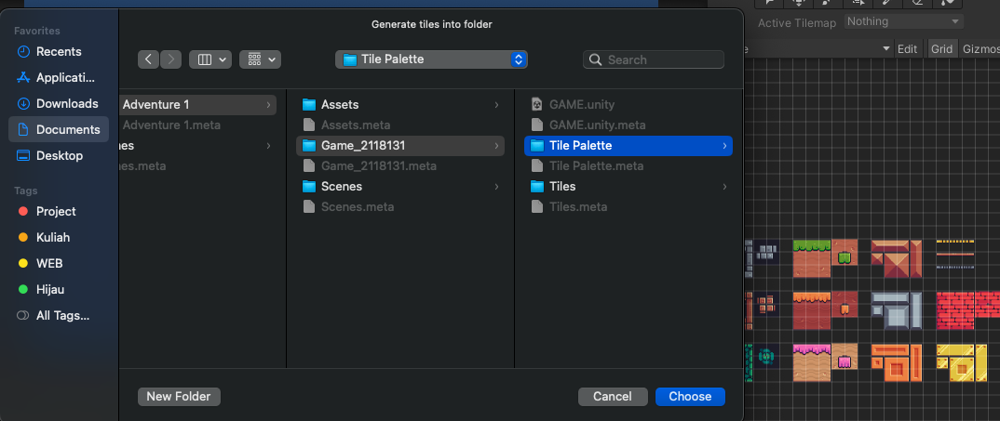 Generate tiles into folder
Favorites
Recents
Applicati...
Downloads
Documents
Desktop
Tags
Project
Kuliah
WEB
Hijau
All Tags...
Tile Palette
Search
Adventure 1
Adventure 1.meta
nes
nes.meta
Assets
Assets.meta
Game_2118131
Game_2118131.meta
Scenes
Scenes.meta
GAME.unity
GAME.unity.meta
Tile Palette
Tile Palette.meta
Tiles
Tiles.meta
New Folder
Cancel
Choose
Active Tilemap Nothing
e Edit Grid Gizmos